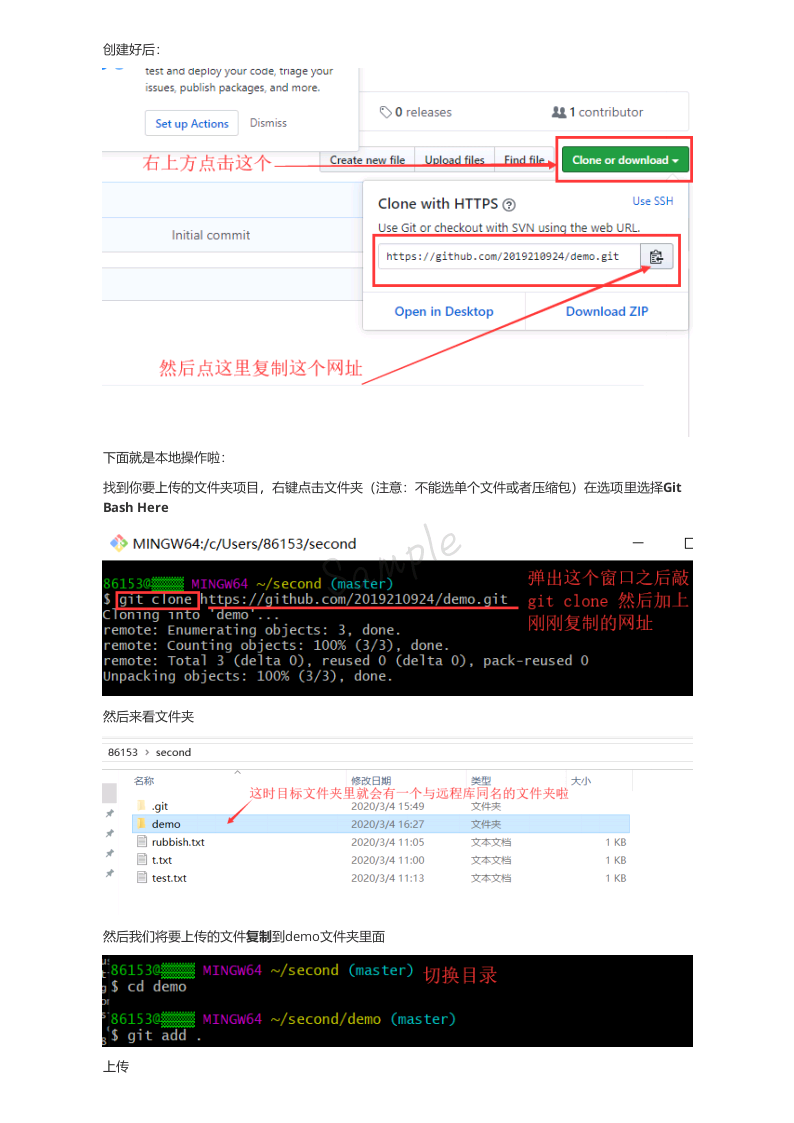 创建好后：
test and deploy your code, triage your
issues, publish packages, and more.
Set up Actions Dismiss
0 releases
1 contributor
右上方点击这个
Create new file Upload files Find file Clone or download
Clone with HTTPS Use SSH
Use Git or checkout with SVN using the web URL.
Initial commit
https://github.com/2019210924/demo.git
Open in Desktop Download ZIP
然后点这里复制这个网址
下面就是本地操作啦：
找到你要上传的文件夹项目，右键点击文件夹（注意：不能选单个文件或者压缩包）在选项里选择Git
Bash Here
Sample
MINGW64:/c/Users/86153/second
86153@ MINGW64 ~/second (master)
$ git clone https://github.com/2019210924/demo.git
Cloning into 'demo'...
remote: Enumerating objects: 3, done.
remote: Counting objects: 100% (3/3), done.
remote: Total 3 (delta 0), reused 0 (delta 0), pack-reused 0
Unpacking objects: 100% (3/3), done.
弹出这个窗口之后敲
git clone 然后加上
刚刚复制的网址
然后来看文件夹
86153 › second
名称 修改日期 类型 大小
这时目标文件夹里就会有一个与远程库同名的文件夹啦
.git 2020/3/4 15:49 文件夹
demo 2020/3/4 16:27 文件夹
rubbish.txt 2020/3/4 11:05 文本文档 1 KB
t.txt 2020/3/4 11:00 文本文档 1 KB
test.txt 2020/3/4 11:13 文本文档 1 KB
然后我们将要上传的文件复制到demo文件夹里面
86153@ MINGW64 ~/second (master)
切换目录
$ cd demo
86153@ MINGW64 ~/second/demo (master)
$ git add .
上传